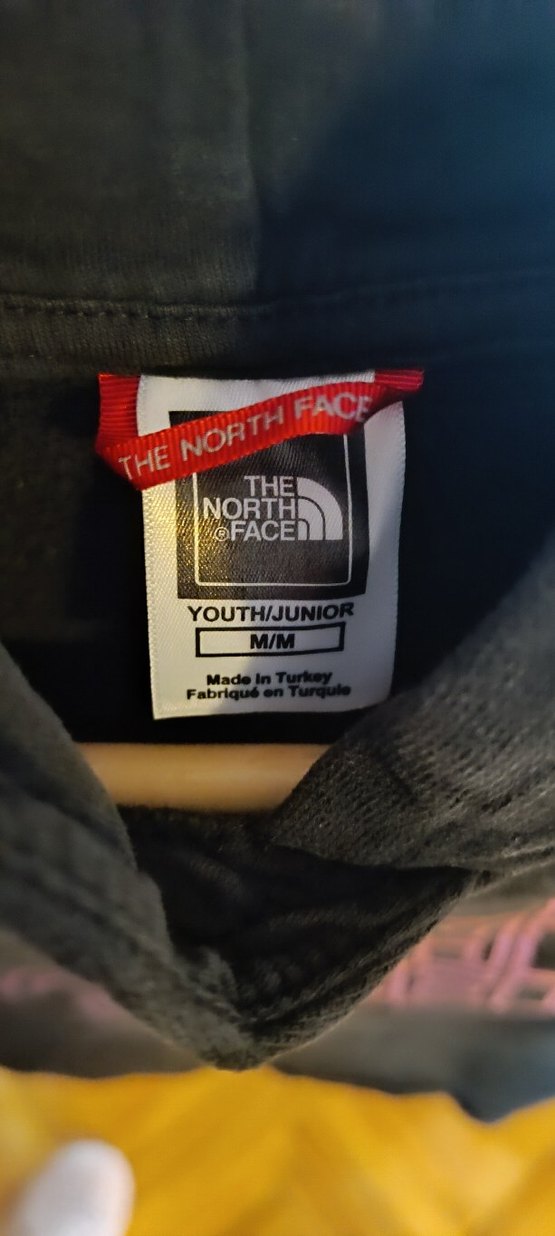 THE NORTH FACE
THE
NORTH
®FACE
YOUTH/JUNIOR
M/M
Made in Turkey
Fabriqué en Turquie